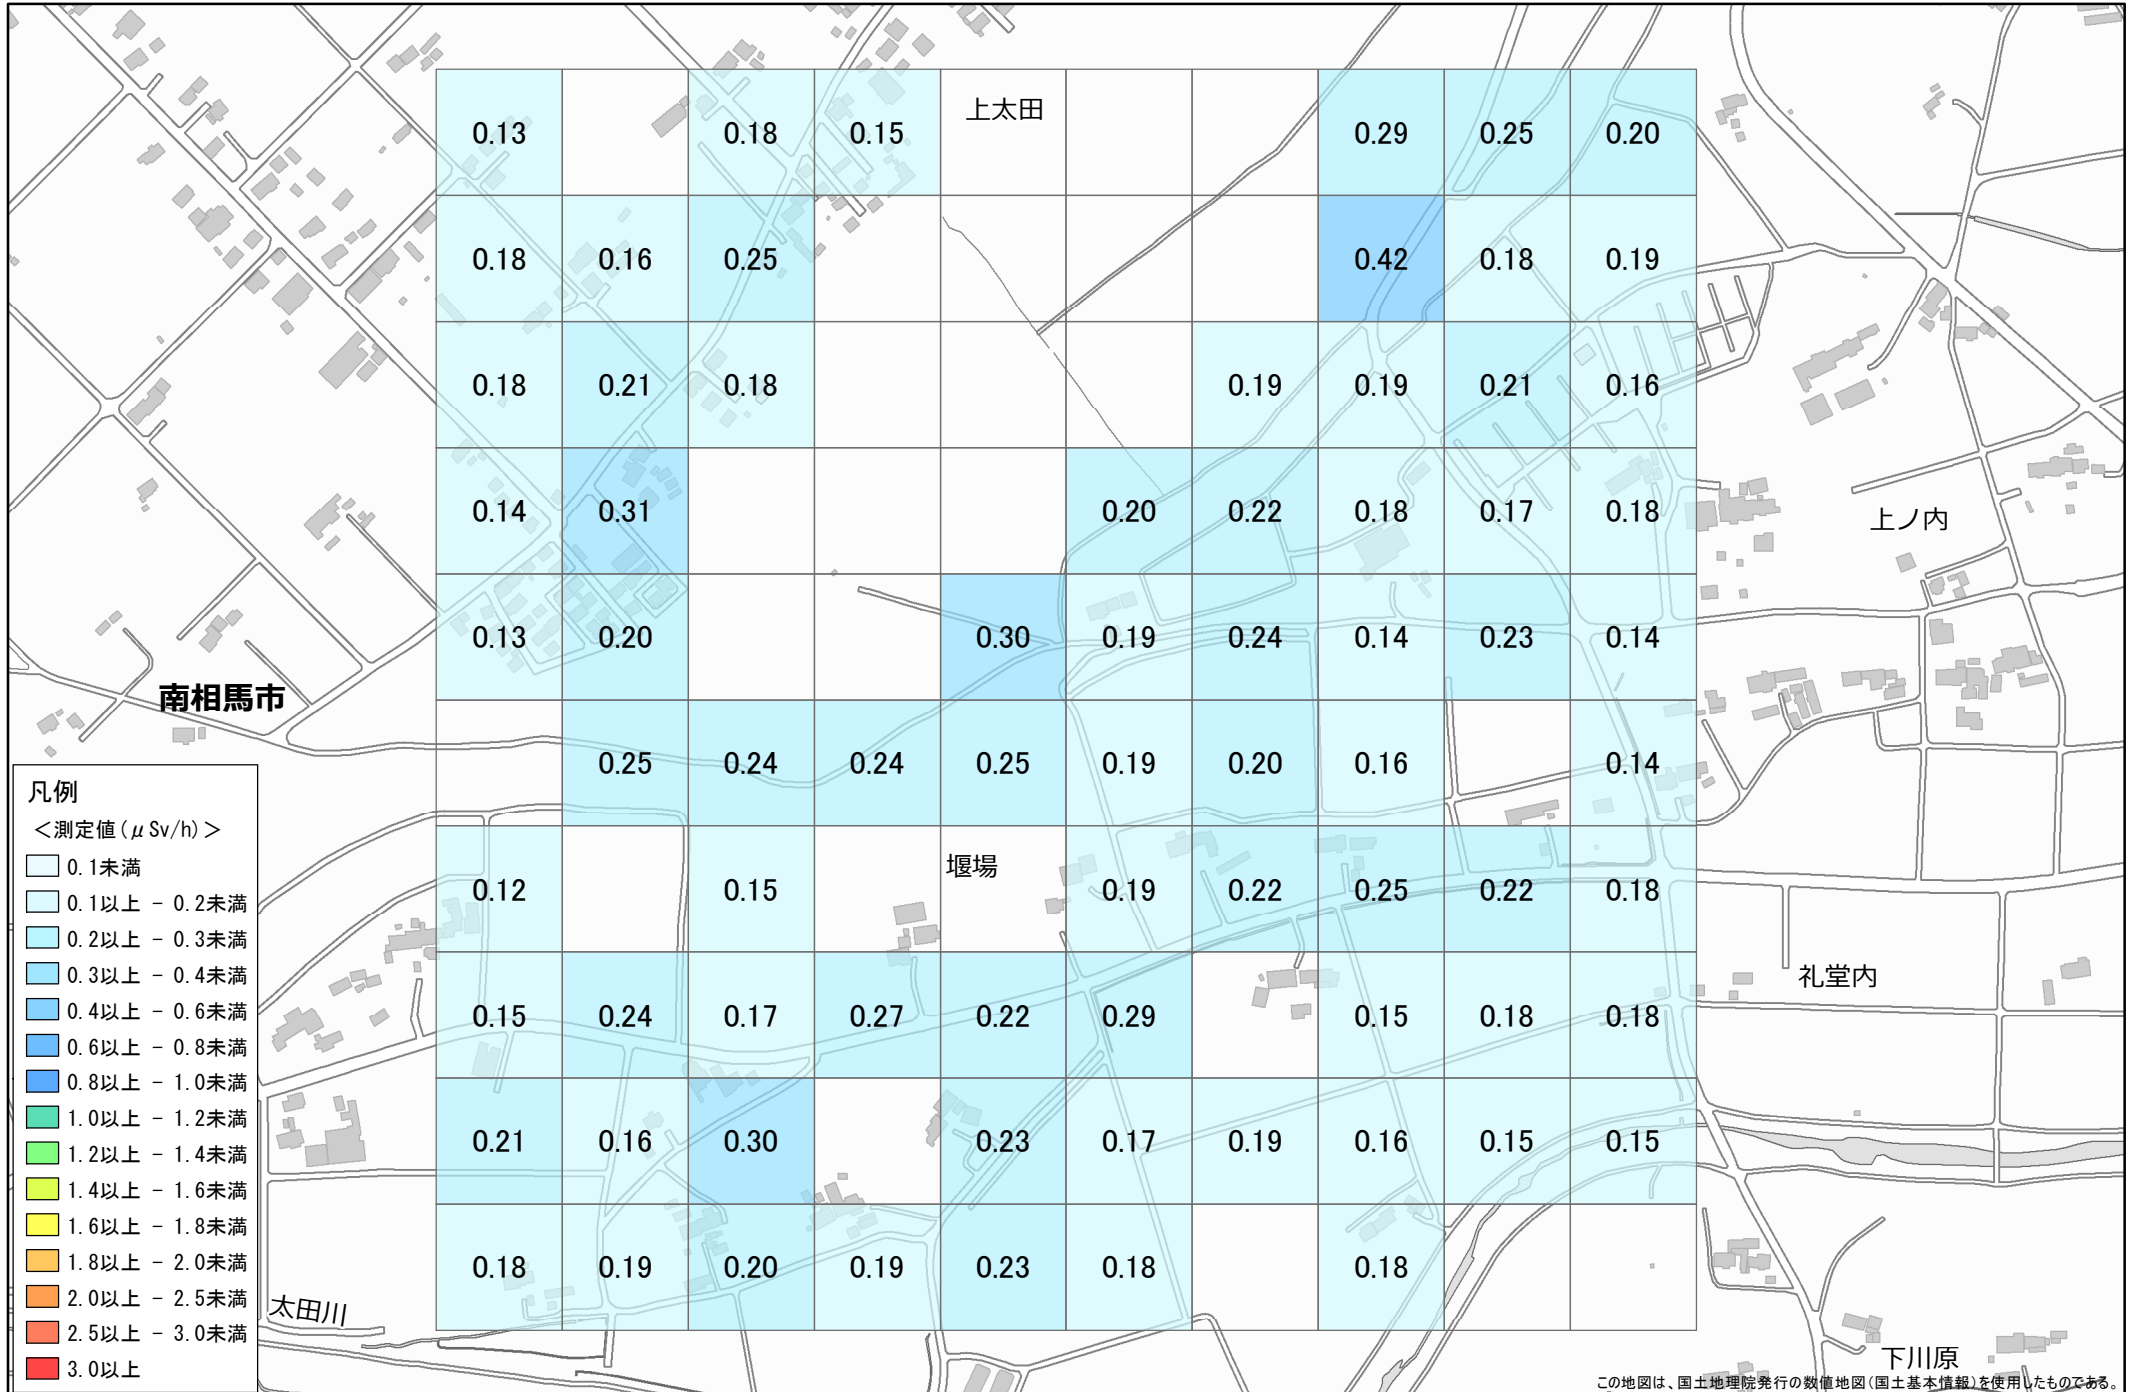 上太田
0.13 0.18 0.15 0.29 0.25 0.20
0.18 0.16 0.25 0.42 0.18 0.19
0.18 0.21 0.18 0.19 0.19 0.21 0.16
0.14 0.31 0.20 0.22 0.18 0.17 0.18
上ノ内
0.13 0.20 0.30 0.19 0.24 0.14 0.23 0.14
南相馬市
0.25 0.24 0.24 0.25 0.19 0.20 0.16 0.14
堰場
0.12 0.15 0.19 0.22 0.25 0.22 0.18
礼堂内
0.15 0.24 0.17 0.27 0.22 0.29 0.15 0.18 0.18
0.21 0.16 0.30 0.23 0.17 0.19 0.16 0.15 0.15
0.18 0.19 0.20 0.19 0.23 0.18 0.18
太田川
下川原
凡例
＜測定値(μSv/h)＞
0.1未満
0.1以上 - 0.2未満
0.2以上 - 0.3未満
0.3以上 - 0.4未満
0.4以上 - 0.6未満
0.6以上 - 0.8未満
0.8以上 - 1.0未満
1.0以上 - 1.2未満
1.2以上 - 1.4未満
1.4以上 - 1.6未満
1.6以上 - 1.8未満
1.8以上 - 2.0未満
2.0以上 - 2.5未満
2.5以上 - 3.0未満
3.0以上
この地図は、国土地理院発行の数値地図(国土基本情報)を使用したものである。